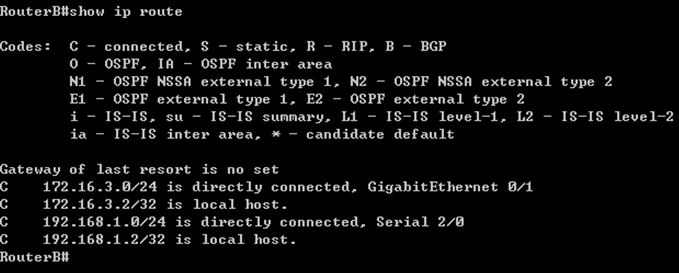 RouterB#show ip route
Codes:  C - connected, S - static, R - RIP, B - BGP
O - OSPF, IA - OSPF inter area
N1 - OSPF NSSA external type 1, N2 - OSPF NSSA external type 2
E1 - OSPF external type 1, E2 - OSPF external type 2
i - IS-IS, su - IS-IS summary, L1 - IS-IS level-1, L2 - IS-IS level-2
ia - IS-IS inter area, * - candidate default
Gateway of last resort is no set
C    172.16.3.0/24 is directly connected, GigabitEthernet 0/1
C    172.16.3.2/32 is local host.
C    192.168.1.0/24 is directly connected, Serial 2/0
C    192.168.1.2/32 is local host.
RouterB#